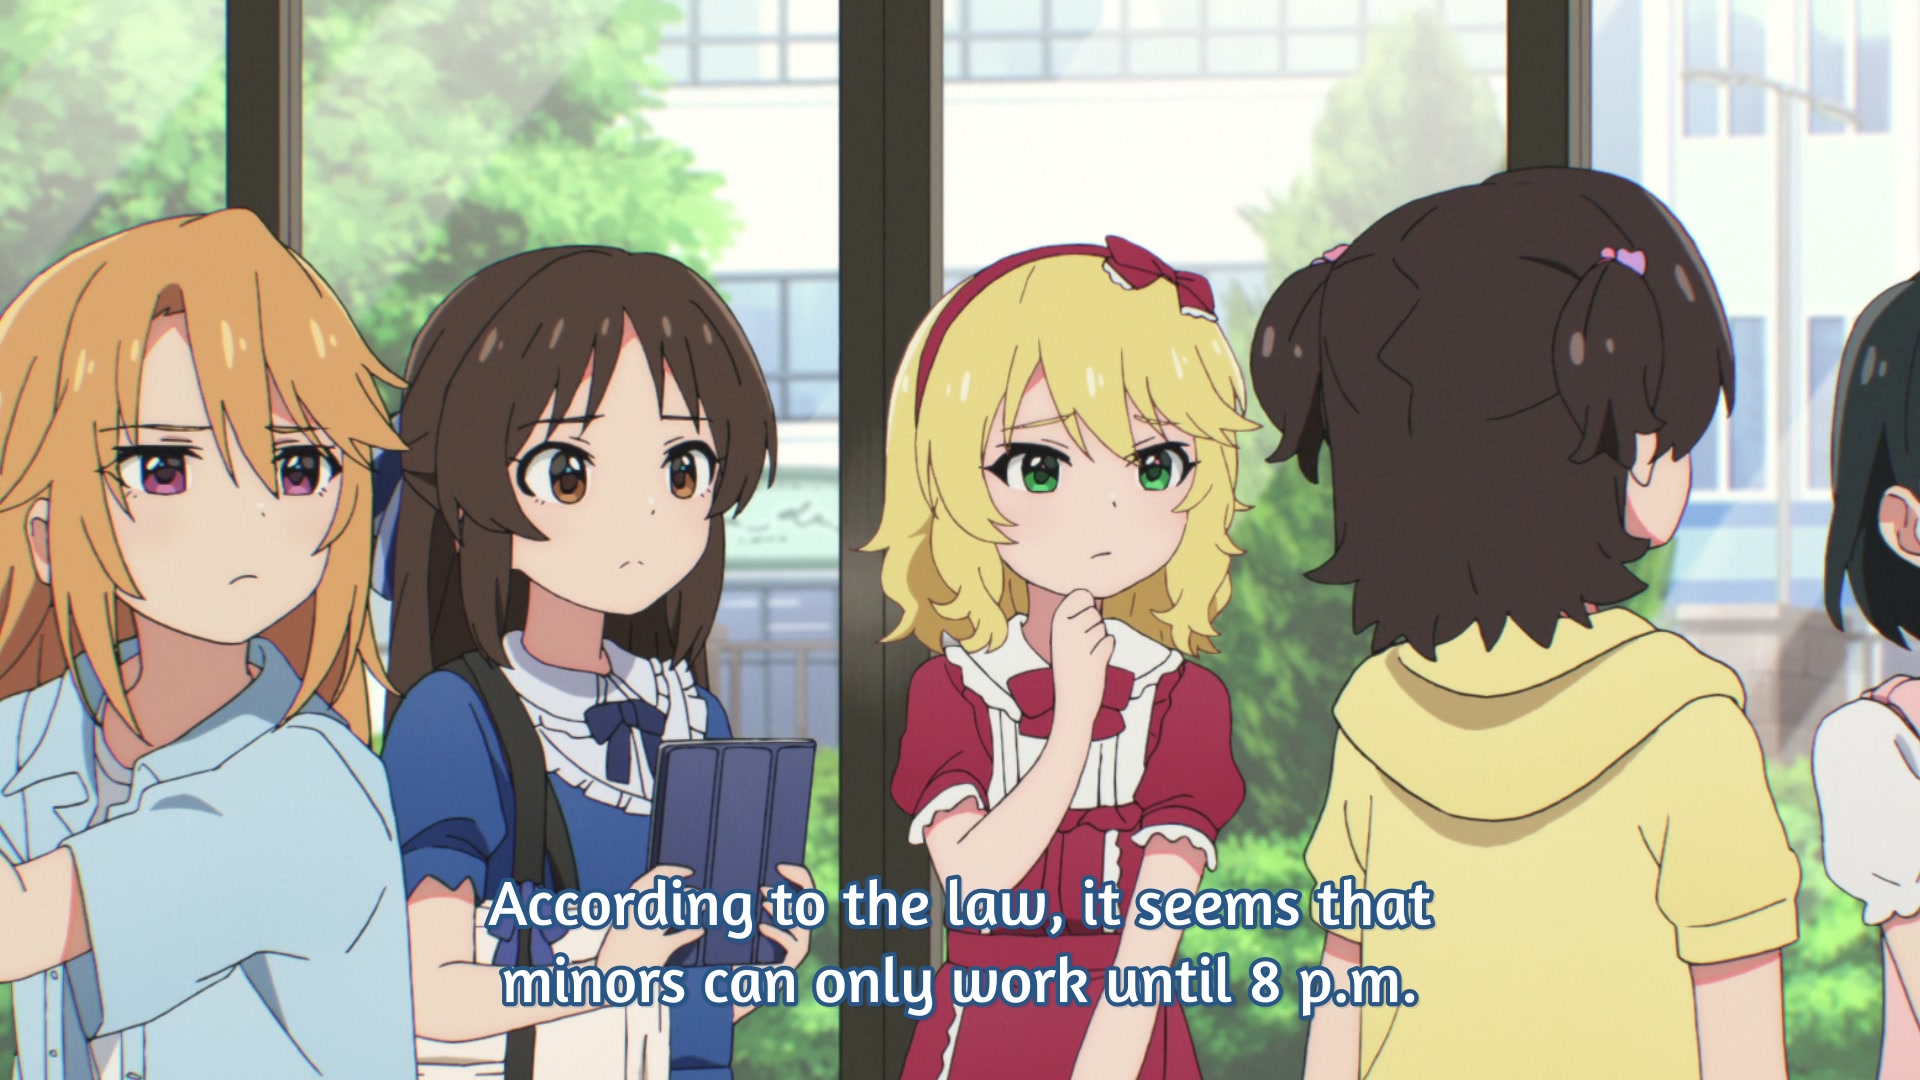 According to the law, it seems that
minors can only work until 8 p.m.